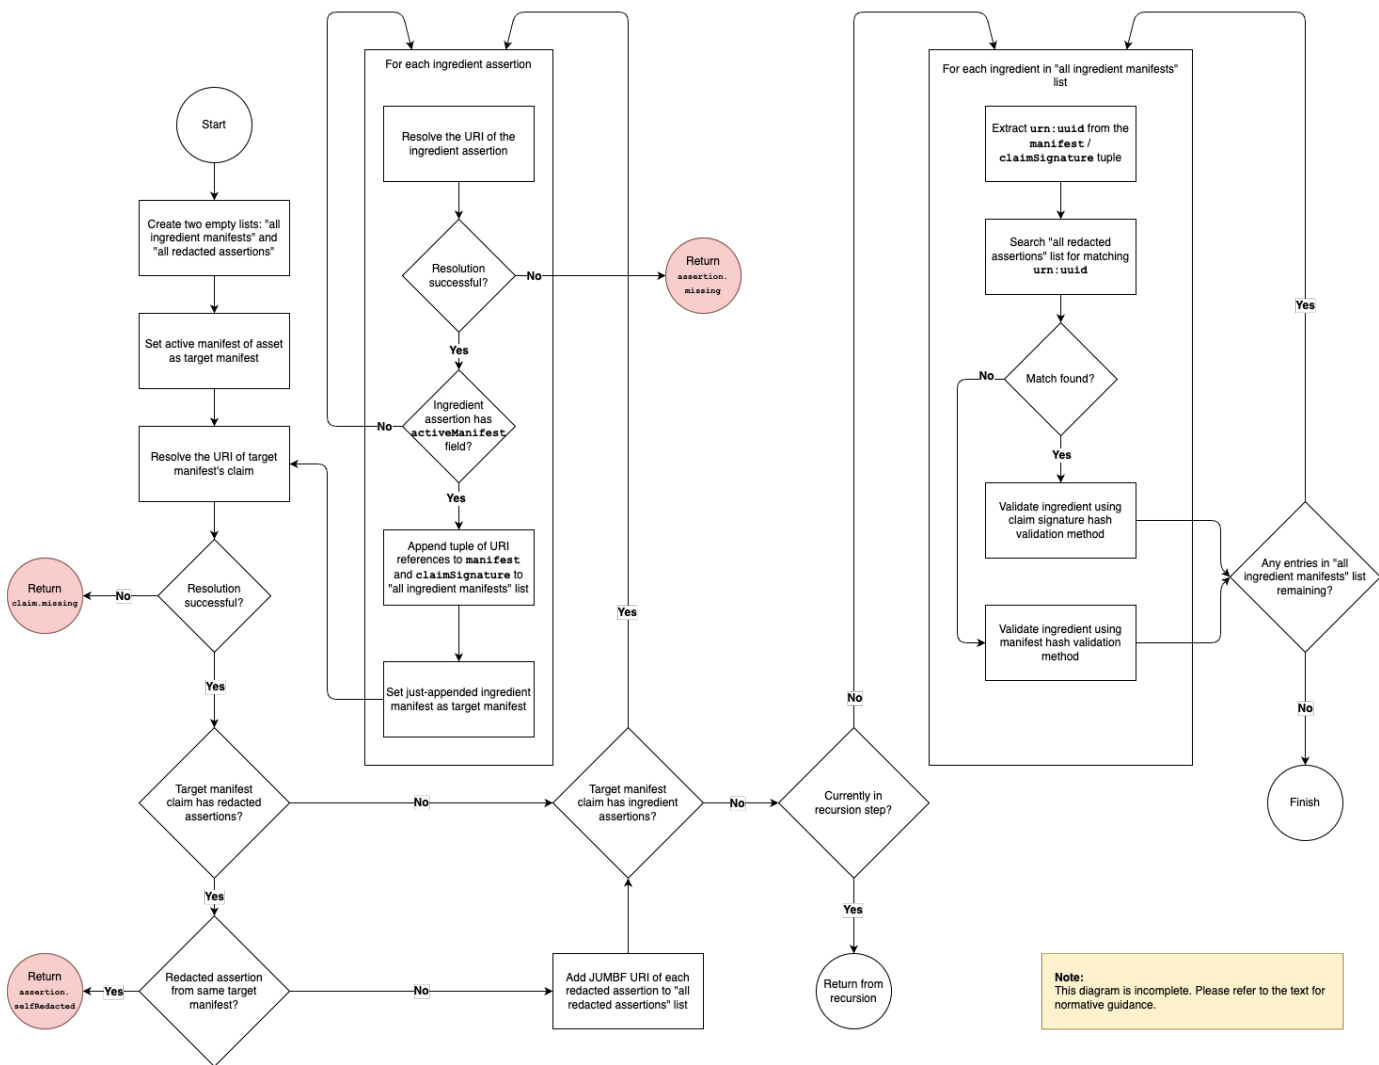 Start
Create two empty lists: "all
ingredient manifests" and
"all redacted assertions"
Set active manifest of asset
as target manifest
Resolve the URI of target
manifest's claim
Resolution
successful?
No
Return
claim.missing
Yes
Target manifest
claim has redacted
assertions?
No
Yes
Redacted assertion
from same target
manifest?
Yes
Return
assertion.
selfRedacted
No
Add JUMBF URI of each
redacted assertion to "all
redacted assertions" list
Target manifest
claim has ingredient
assertions?
Yes
No
For each ingredient assertion
Resolve the URI of the
ingredient assertion
Resolution
successful?
No
Return
assertion.
missing
Yes
Ingredient
assertion has
activeManifest
field?
No
Yes
Append tuple of URI
references to manifest
and claimSignature to
"all ingredient manifests" list
Set just-appended ingredient
manifest as target manifest
Currently in
recursion step?
No
Yes
Return from
recursion
For each ingredient in "all ingredient manifests"
list
Extract urn:uuid from the
manifest /
claimSignature tuple
Search "all redacted
assertions" list for matching
urn:uuid
Match found?
No
Yes
Validate ingredient using
claim signature hash
validation method
Validate ingredient using
manifest hash validation
method
Any entries in "all
ingredient manifests" list
remaining?
Yes
No
Finish
Note:
This diagram is incomplete. Please refer to the text for
normative guidance.